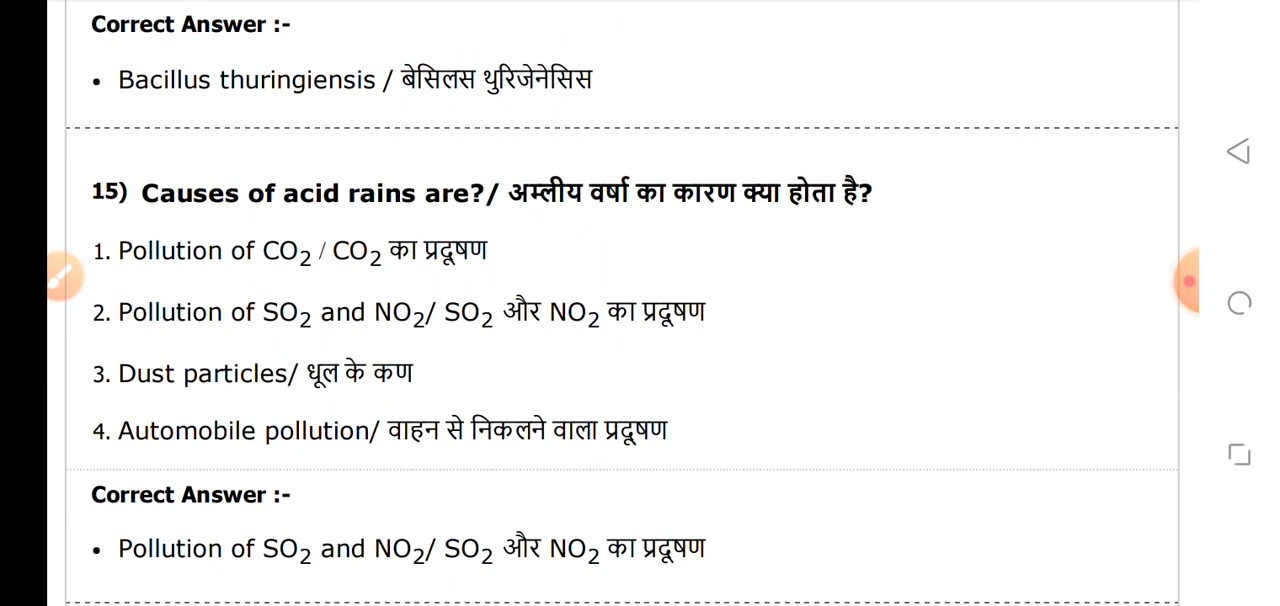 Correct Answer :-
• Bacillus thuringiensis / बेसिलस थुरिजेनेसिस
15) Causes of acid rains are?/ अम्लीय वर्षा का कारण क्या होता है?
1. Pollution of CO₂ / CO₂ का प्रदूषण
2. Pollution of SO₂ and NO₂/ SO₂ और NO₂ का प्रदूषण
3. Dust particles/ धूल के कण
4. Automobile pollution/ वाहन से निकलने वाला प्रदूषण
Correct Answer :-
• Pollution of SO₂ and NO₂/ SO₂ और NO₂ का प्रदूषण